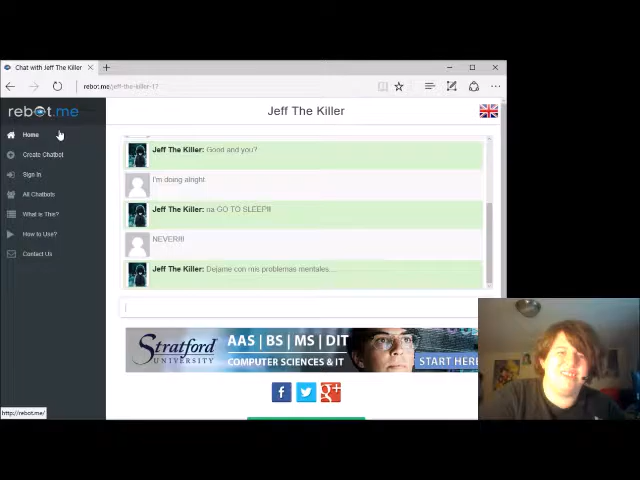 Chat with Jeff The Killer
rebot.me/jeff-the-killer-17
rebot.me
Jeff The Killer
Home
Create Chatbot
Sign In
All Chatbots
What is This?
How to Use?
Contact Us
Jeff The Killer: Good and you?
I'm doing alright.
Jeff The Killer: na GO TO SLEEP!!!
NEVER!!!
Jeff The Killer: Dejame con mis problemas mentales...
Stratford
UNIVERSITY
AAS | BS | MS | DIT
COMPUTER SCIENCES & IT
START HERE
f
g+
http://rebot.me/